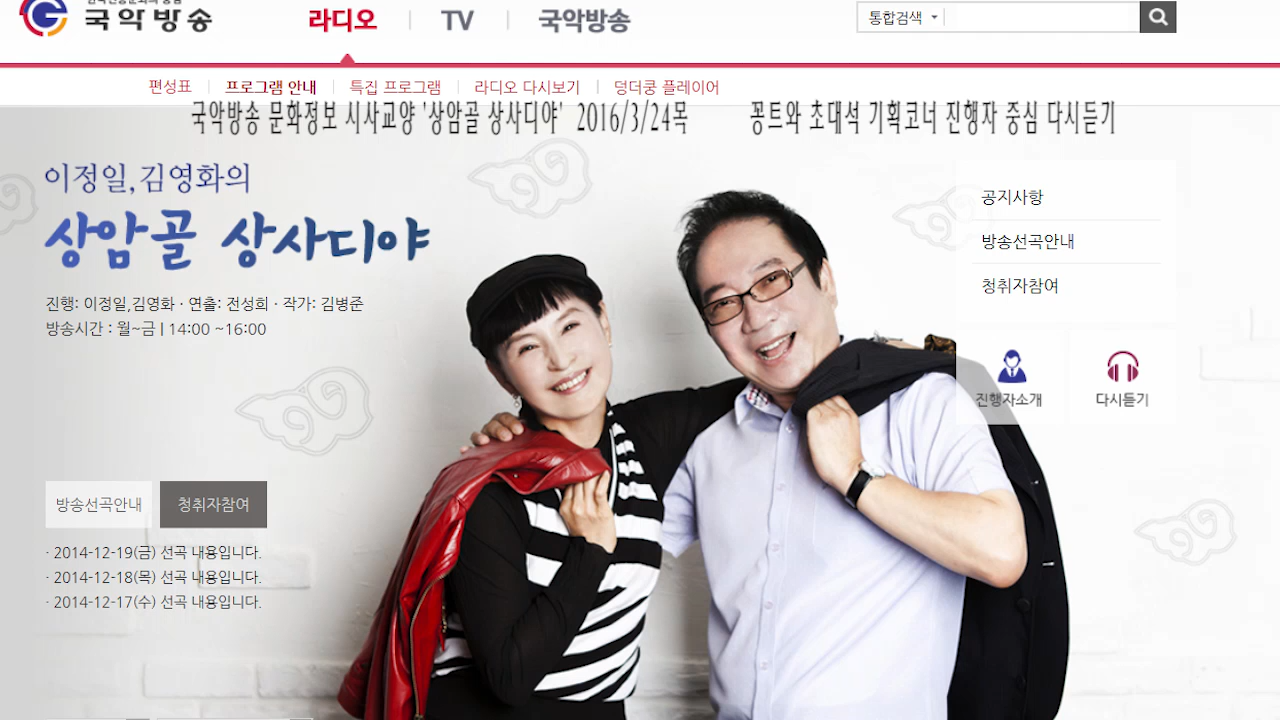 국악방송
라디오 TV 국악방송
통합검색
편성표 프로그램 안내 특집 프로그램 라디오 다시보기 덩더쿵 플레이어
국악방송 문화정보 시사교양 '상암골 상사디야' 2016/3/24목 꽁트와 초대석 기획코너 진행자 중심 다시듣기
이정일,김영화의
상암골 상사디야
진행: 이정일,김영화 · 연출: 전성희 · 작가: 김병준
방송시간 : 월~금 | 14:00 ~16:00
공지사항
방송선곡안내
청취자참여
진행자소개 다시듣기
방송선곡안내 청취자참여
· 2014-12-19(금) 선곡 내용입니다.
· 2014-12-18(목) 선곡 내용입니다.
· 2014-12-17(수) 선곡 내용입니다.